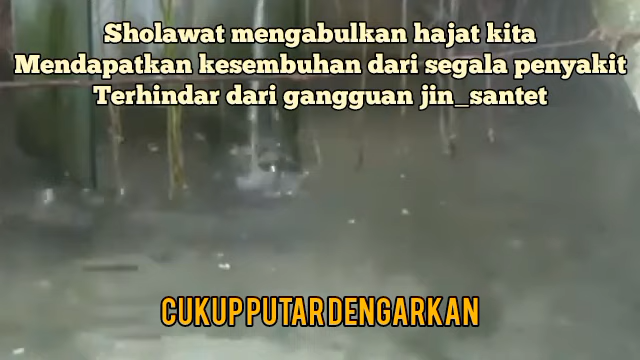 Sholawat mengabulkan hajat kita
Mendapatkan kesembuhan dari segala penyakit
Terhindar dari gangguan jin_santet
CUKUP PUTAR DENGARKAN